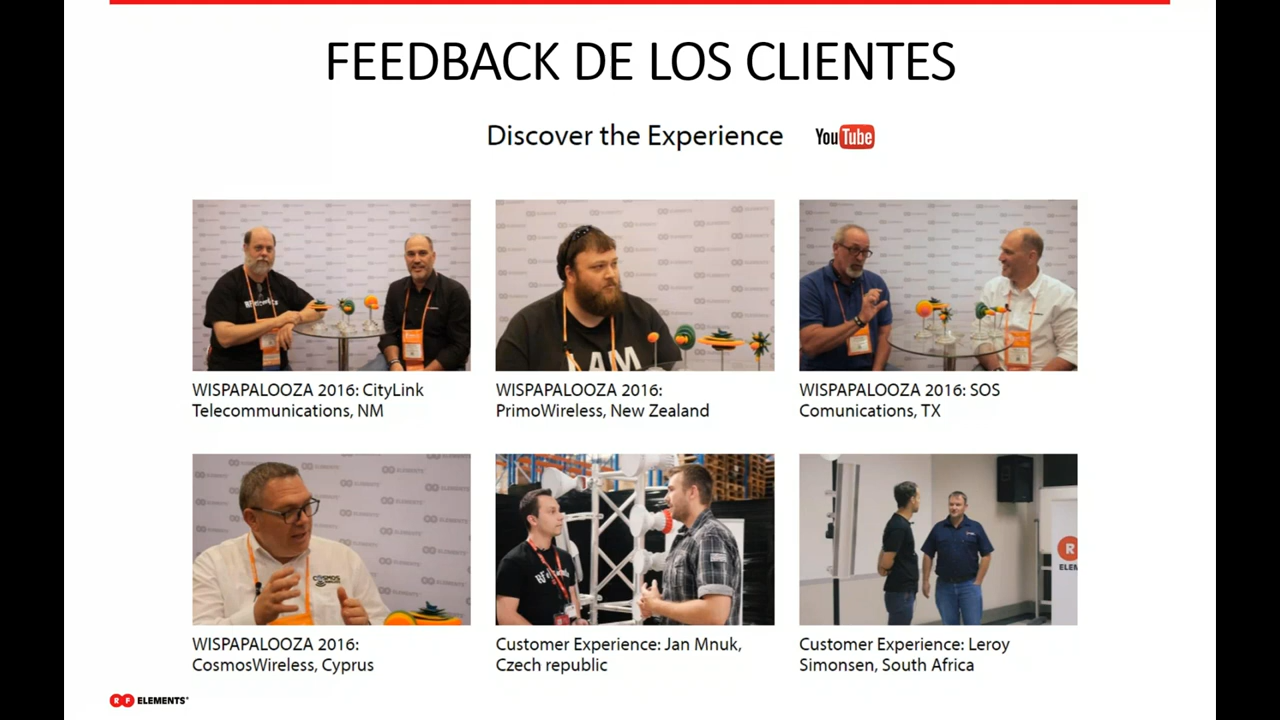 FEEDBACK DE LOS CLIENTES
Discover the Experience YouTube
WISPAPALOOZA 2016: CityLink
Telecommunications, NM
WISPAPALOOZA 2016:
PrimoWireless, New Zealand
WISPAPALOOZA 2016: SOS
Comunications, TX
WISPAPALOOZA 2016:
CosmosWireless, Cyprus
Customer Experience: Jan Mnuk,
Czech republic
Customer Experience: Leroy
Simonsen, South Africa
RF ELEMENTS